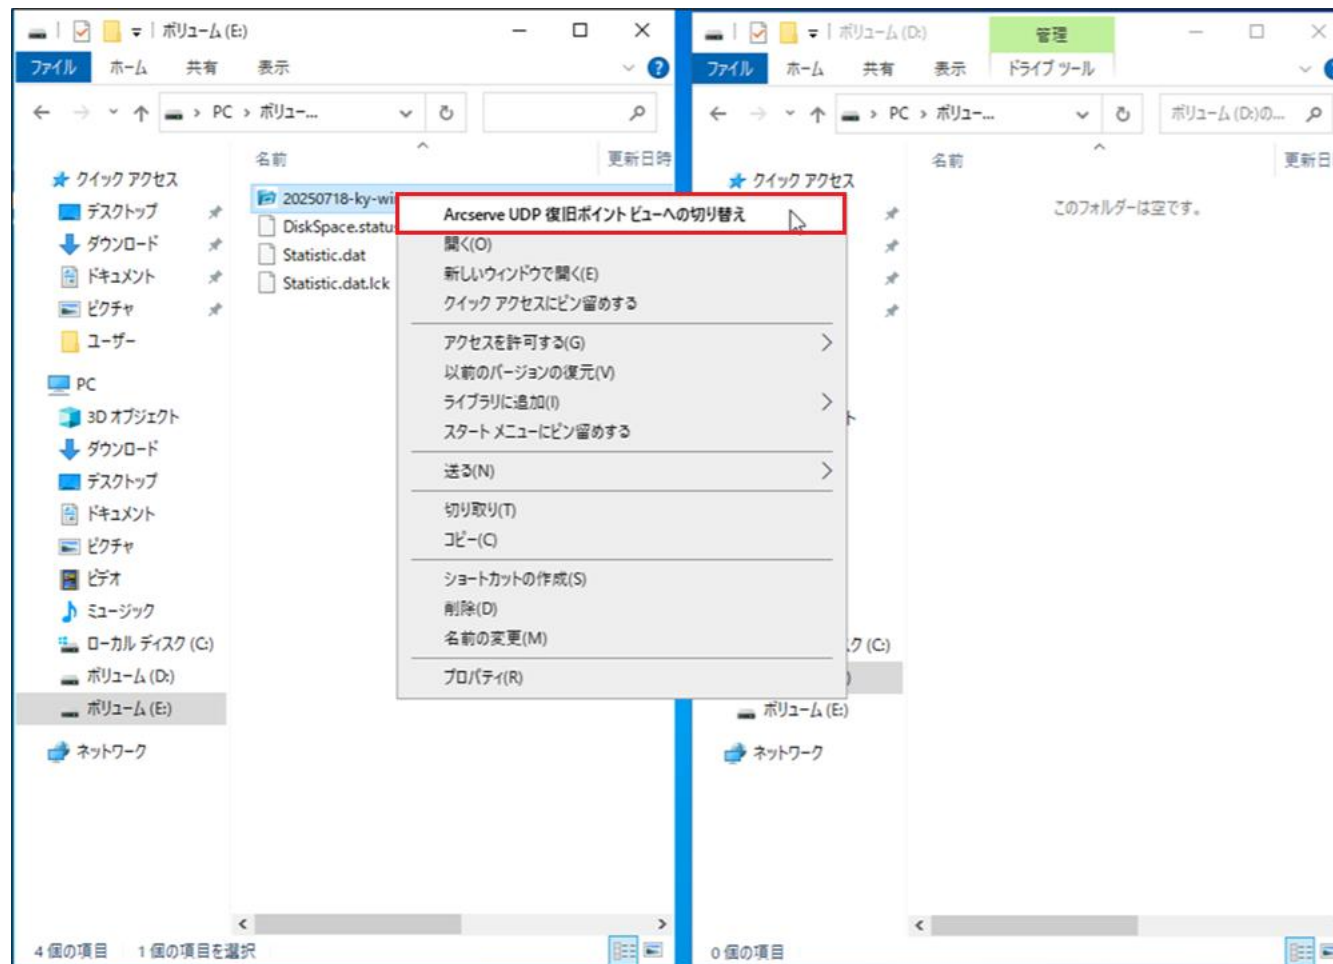 ボリューム (E:)
ファイル ホーム 共有 表示
PC › ボリュー...
名前 更新日時
クイック アクセス
デスクトップ
ダウンロード
ドキュメント
ピクチャ
ユーザー
PC
3D オブジェクト
ダウンロード
デスクトップ
ドキュメント
ピクチャ
ビデオ
ミュージック
ローカル ディスク (C:)
ボリューム (D:)
ボリューム (E:)
ネットワーク
20250718-ky-wi
DiskSpace.statu
Statistic.dat
Statistic.dat.lck
4 個の項目 1 個の項目を選択
Arcserve UDP 復旧ポイント ビューへの切り替え
開く(O)
新しいウィンドウで開く(E)
クイック アクセスにピン留めする
アクセスを許可する(G)
以前のバージョンの復元(V)
ライブラリに追加(I)
スタート メニューにピン留めする
送る(N)
切り取り(T)
コピー(C)
ショートカットの作成(S)
削除(D)
名前の変更(M)
プロパティ(R)
ボリューム (D:) 管理
ファイル ホーム 共有 表示 ドライブ ツール
PC › ボリュー... ボリューム (D:)の...
名前 更新日
クイック アクセス
このフォルダーは空です。
ト
ク (C:)
)
ボリューム (E:)
ネットワーク
0 個の項目